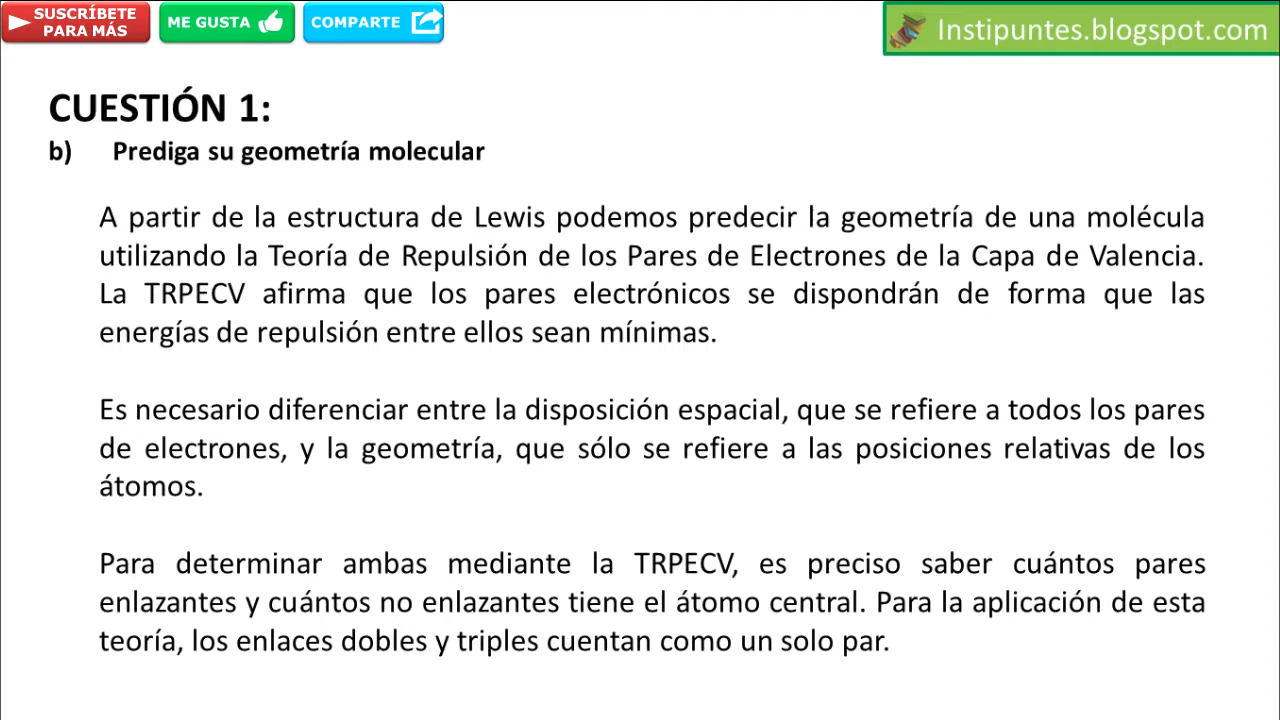 SUSCRÍBETE
PARA MÁS
ME GUSTA
COMPARTE
Instipuntes.blogspot.com
CUESTIÓN 1:
b) Prediga su geometría molecular
A partir de la estructura de Lewis podemos predecir la geometría de una molécula
utilizando la Teoría de Repulsión de los Pares de Electrones de la Capa de Valencia.
La TRPECV afirma que los pares electrónicos se dispondrán de forma que las
energías de repulsión entre ellos sean mínimas.
Es necesario diferenciar entre la disposición espacial, que se refiere a todos los pares
de electrones, y la geometría, que sólo se refiere a las posiciones relativas de los
átomos.
Para determinar ambas mediante la TRPECV, es preciso saber cuántos pares
enlazantes y cuántos no enlazantes tiene el átomo central. Para la aplicación de esta
teoría, los enlaces dobles y triples cuentan como un solo par.